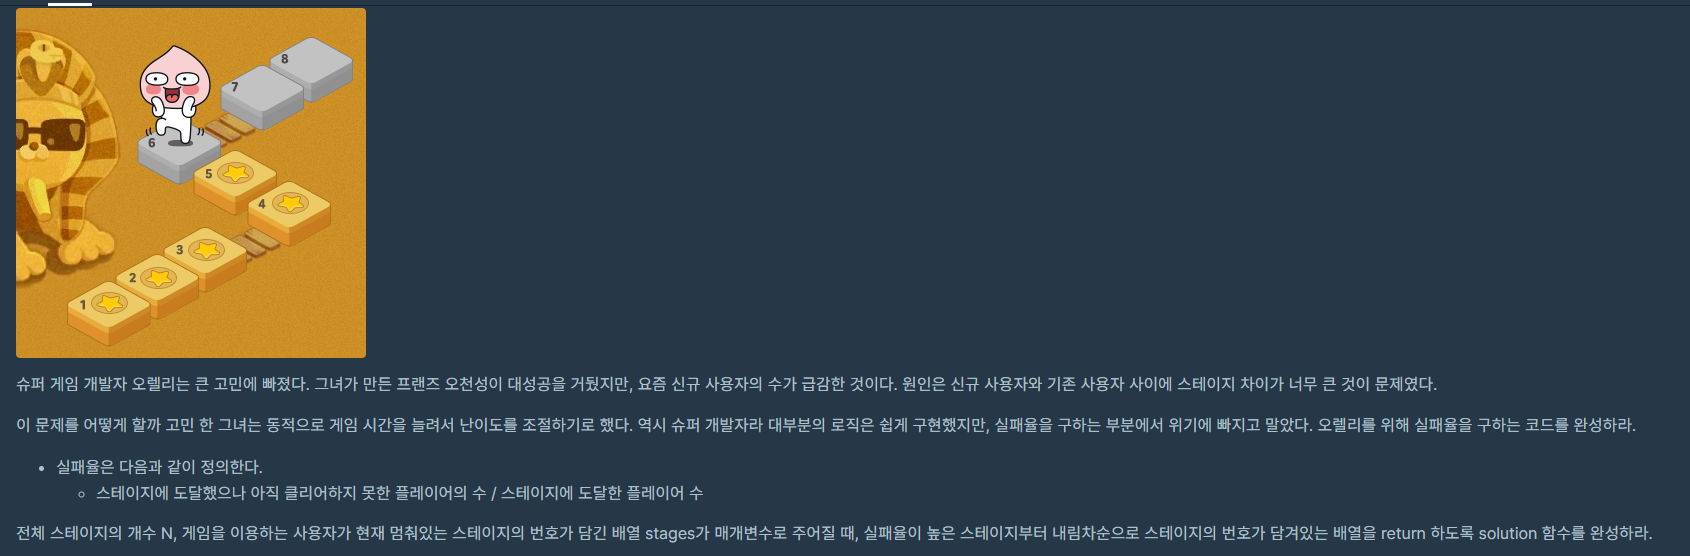 8
7
6
5
4
3
2
1
슈퍼 게임 개발자 오렐리는 큰 고민에 빠졌다. 그녀가 만든 프랜즈 오천성이 대성공을 거뒀지만, 요즘 신규 사용자의 수가 급감한 것이다. 원인은 신규 사용자와 기존 사용자 사이에 스테이지 차이가 너무 큰 것이 문제였다.
이 문제를 어떻게 할까 고민 한 그녀는 동적으로 게임 시간을 늘려서 난이도를 조절하기로 했다. 역시 슈퍼 개발자라 대부분의 로직은 쉽게 구현했지만, 실패율을 구하는 부분에서 위기에 빠지고 말았다. 오렐리를 위해 실패율을 구하는 코드를 완성하라.
• 실패율은 다음과 같이 정의한다.
◦ 스테이지에 도달했으나 아직 클리어하지 못한 플레이어의 수 / 스테이지에 도달한 플레이어 수
전체 스테이지의 개수 N, 게임을 이용하는 사용자가 현재 멈춰있는 스테이지의 번호가 담긴 배열 stages가 매개변수로 주어질 때, 실패율이 높은 스테이지부터 내림차순으로 스테이지의 번호가 담겨있는 배열을 return 하도록 solution 함수를 완성하라.